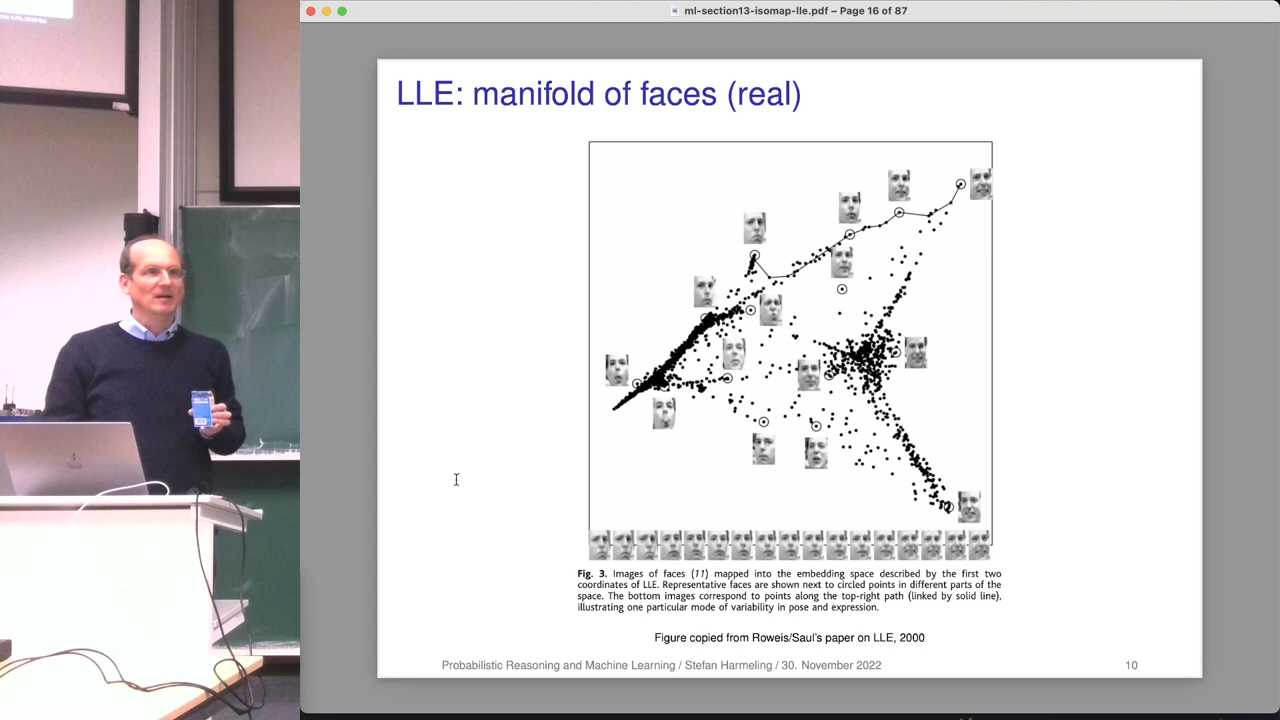 ml-section13-isomap-lle.pdf – Page 16 of 87
LLE: manifold of faces (real)
Fig. 3. Images of faces (11) mapped into the embedding space described by the first two
coordinates of LLE. Representative faces are shown next to circled points in different parts of the
space. The bottom images correspond to points along the top-right path (linked by solid line),
illustrating one particular mode of variability in pose and expression.
Figure copied from Roweis/Saul's paper on LLE, 2000
Probabilistic Reasoning and Machine Learning / Stefan Harmeling / 30. November 2022
10